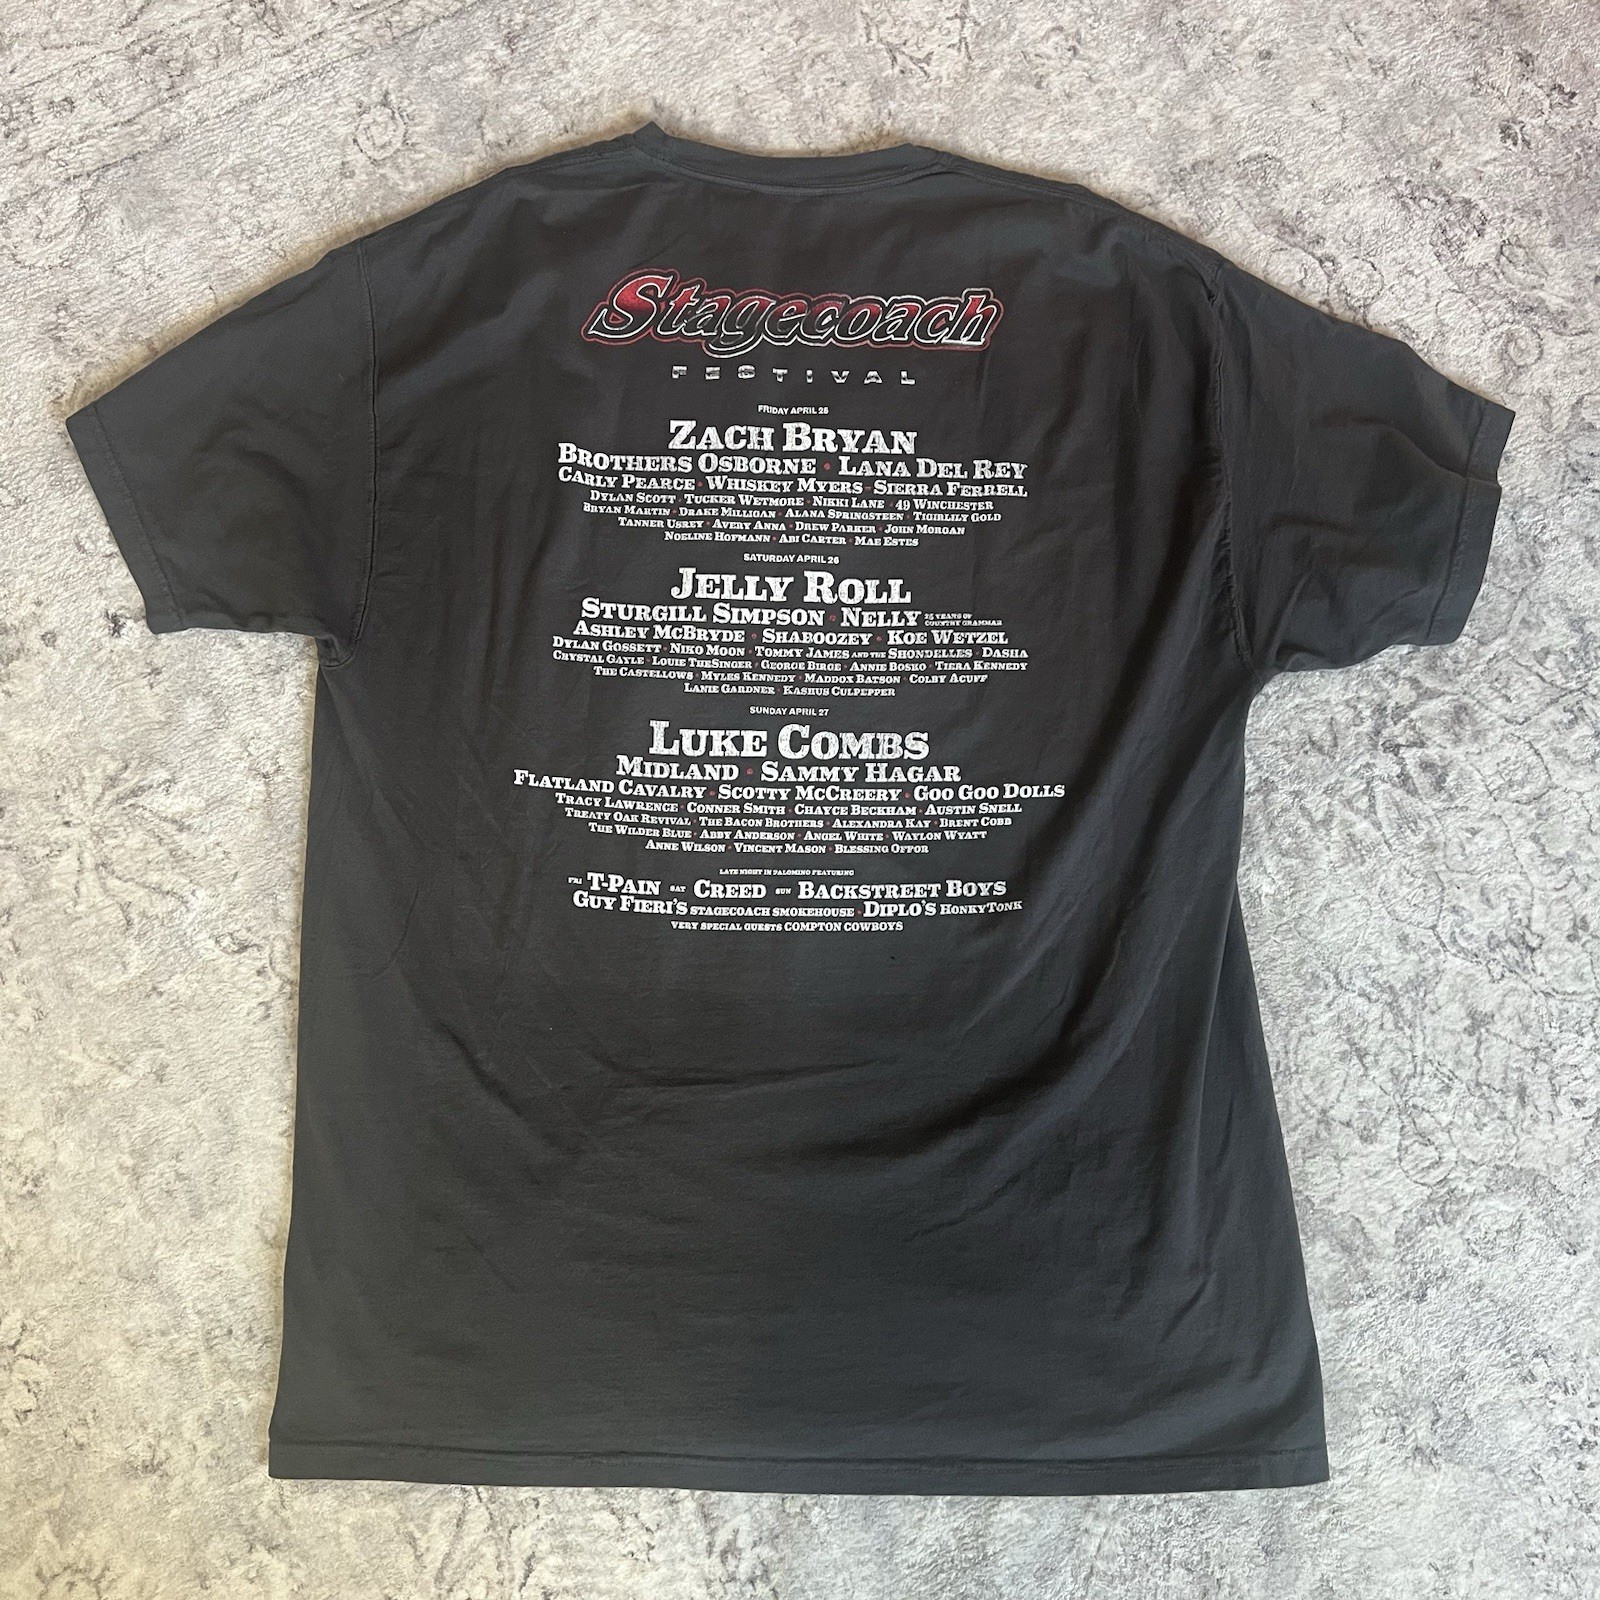 Stagecoach
FESTIVAL
FRIDAY APRIL 25
ZACH BRYAN
BROTHERS OSBORNE • LANA DEL REY
CARLY PEARCE • WHISKEY MYERS • SIERRA FERRELL
DYLAN SCOTT • TUCKER WETMORE • NIKKI LANE • 49 WINCHESTER
BRYAN MARTIN • DRAKE MILLIGAN • ALANA SPRINGSTEEN • TIGIRLILY GOLD
TANNER USREY • AVERY ANNA • DREW PARKER • JOHN MORGAN
NOELINE HOFMANN • ABI CARTER • MAE ESTES
SATURDAY APRIL 26
JELLY ROLL
STURGILL SIMPSON • NELLY 25 YEARS OF COUNTRY GRAMMAR
ASHLEY MCBRYDE • SHABOOZEY • KOE WETZEL
DYLAN GOSSETT • NIKO MOON • TOMMY JAMES AND THE SHONDELLES • DASHA
CRYSTAL GAYLE • LOUIE THESINGER • GEORGE BIRGE • ANNIE BOSKO • TIERA KENNEDY
THE CASTELLOWS • MYLES KENNEDY • MADDOX BATSON • COLBY ACUFF
LANIE GARDNER • KASHUS CULPEPPER
SUNDAY APRIL 27
LUKE COMBS
MIDLAND • SAMMY HAGAR
FLATLAND CAVALRY • SCOTTY MCCREERY • GOO GOO DOLLS
TRACY LAWRENCE • CONNER SMITH • CHAYCE BECKHAM • AUSTIN SNELL
TREATY OAK REVIVAL • THE BACON BROTHERS • ALEXANDRA KAY • BRENT COBB
THE WILDER BLUE • ABBY ANDERSON • ANGEL WHITE • WAYLON WYATT
ANNE WILSON • VINCENT MASON • BLESSING OFFOR
LATE NIGHT IN PALOMINO FEATURING
FRI T-PAIN SAT CREED SUN BACKSTREET BOYS
GUY FIERI'S STAGECOACH SMOKEHOUSE • DIPLO'S HONKYTONK
VERY SPECIAL GUESTS COMPTON COWBOYS